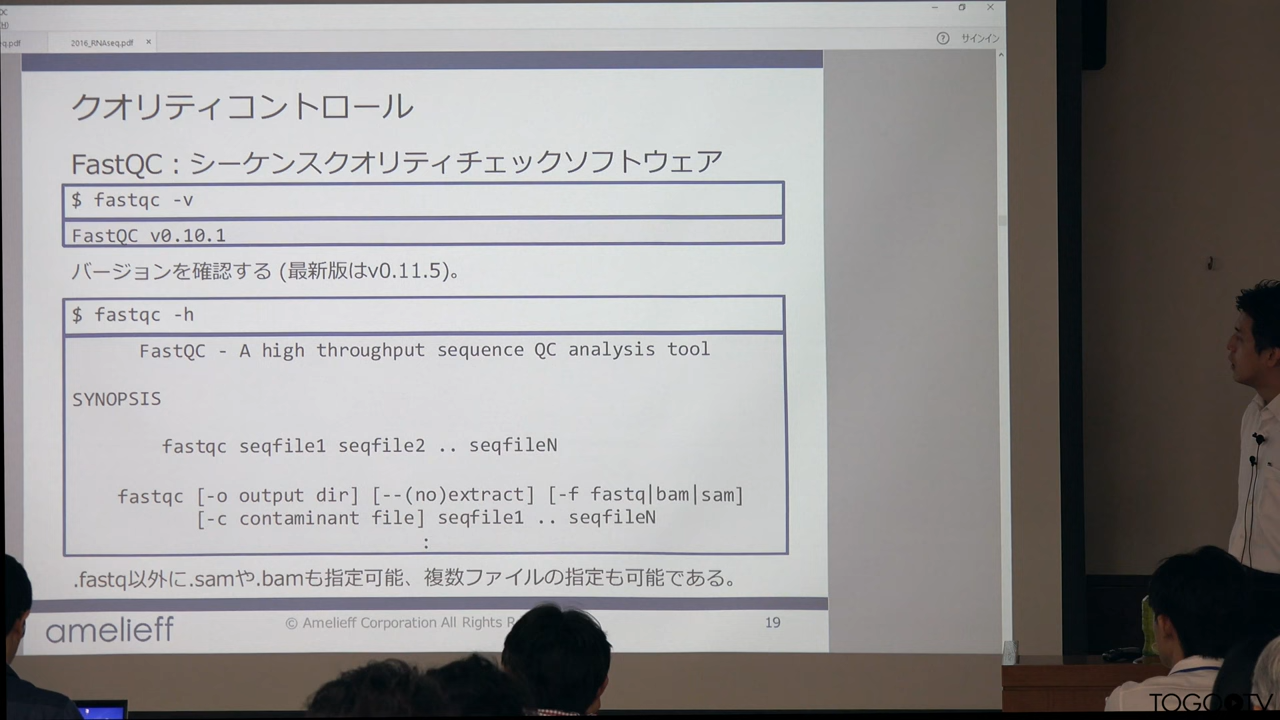 q.pdf
2016_RNAseq.pdf ×
サインイン
クオリティコントロール
FastQC：シーケンスクオリティチェックソフトウェア
$ fastqc -v
FastQC v0.10.1
バージョンを確認する (最新版はv0.11.5)。
$ fastqc -h
FastQC - A high throughput sequence QC analysis tool
SYNOPSIS
fastqc seqfile1 seqfile2 .. seqfileN
fastqc [-o output dir] [--(no)extract] [-f fastq|bam|sam]
[-c contaminant file] seqfile1 .. seqfileN
:
.fastq以外に.samや.bamも指定可能、複数ファイルの指定も可能である。
amelieff
© Amelieff Corporation All Rights R
19
TOGOTV